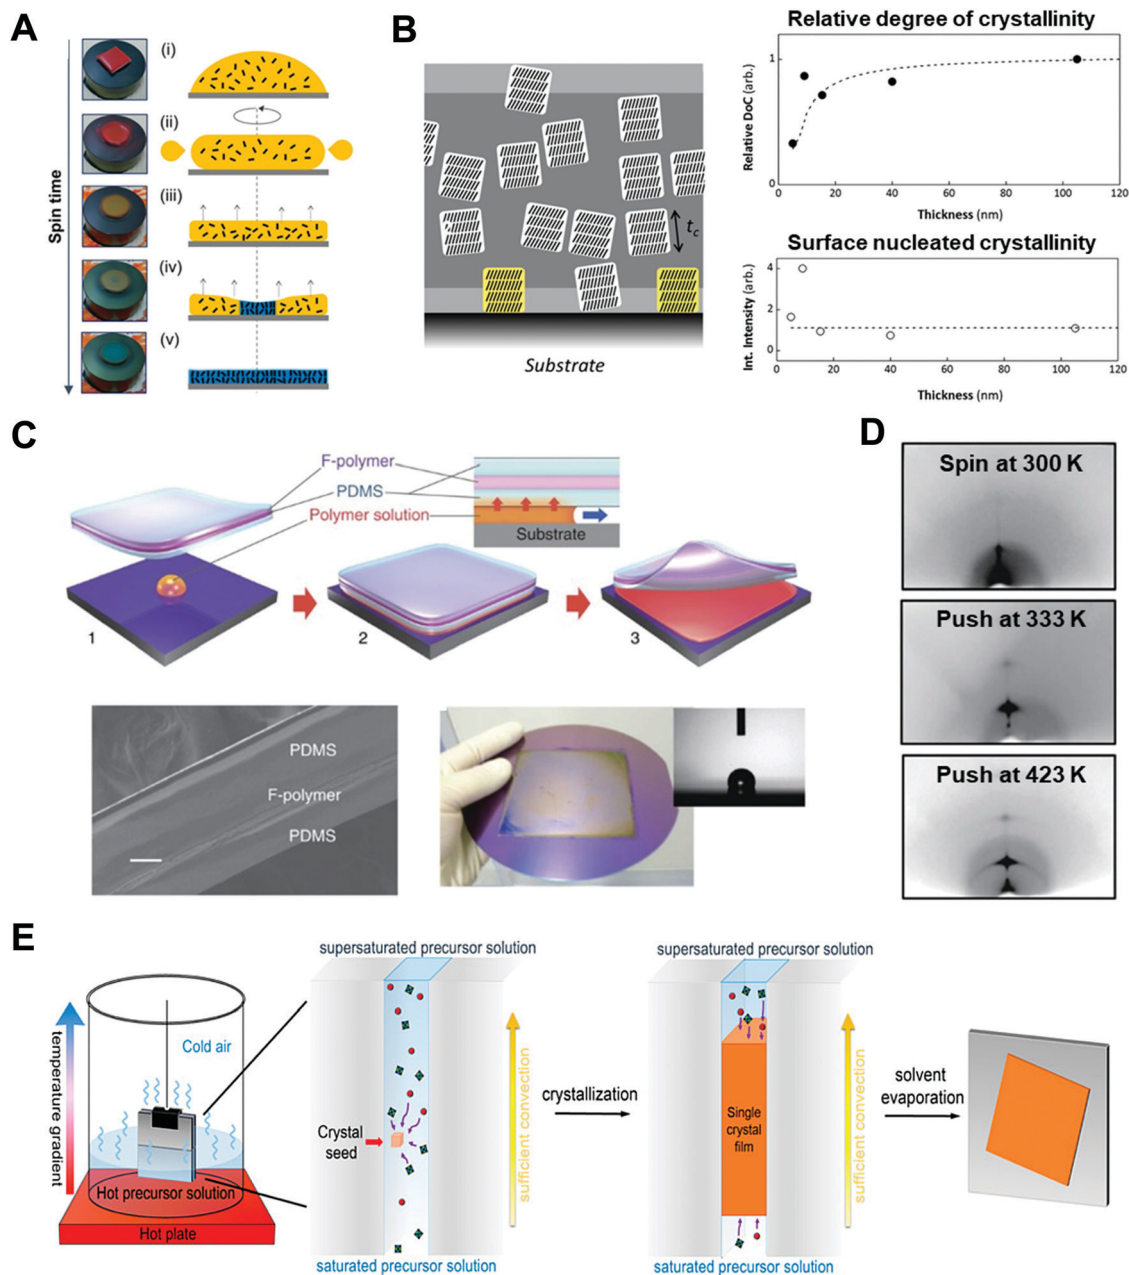 A
Spin time
(i)
(ii)
(iii)
(iv)
(v)
B
t_c
Substrate
Relative degree of crystallinity
Relative DoC (arb.)
1
0
0
20
40
60
80
100
120
Thickness (nm)
Surface nucleated crystallinity
Int. Intensity (arb.)
4
2
0
0
20
40
60
80
100
120
Thickness (nm)
C
F-polymer
PDMS
Polymer solution
Substrate
1
2
3
PDMS
F-polymer
PDMS
D
Spin at 300 K
Push at 333 K
Push at 423 K
E
temperature gradient
Cold air
Hot precursor solution
Hot plate
supersaturated precursor solution
Crystal
seed
sufficient convection
saturated precursor solution
crystallization
supersaturated precursor solution
Single
crystal
film
sufficient convection
saturated precursor solution
solvent
evaporation